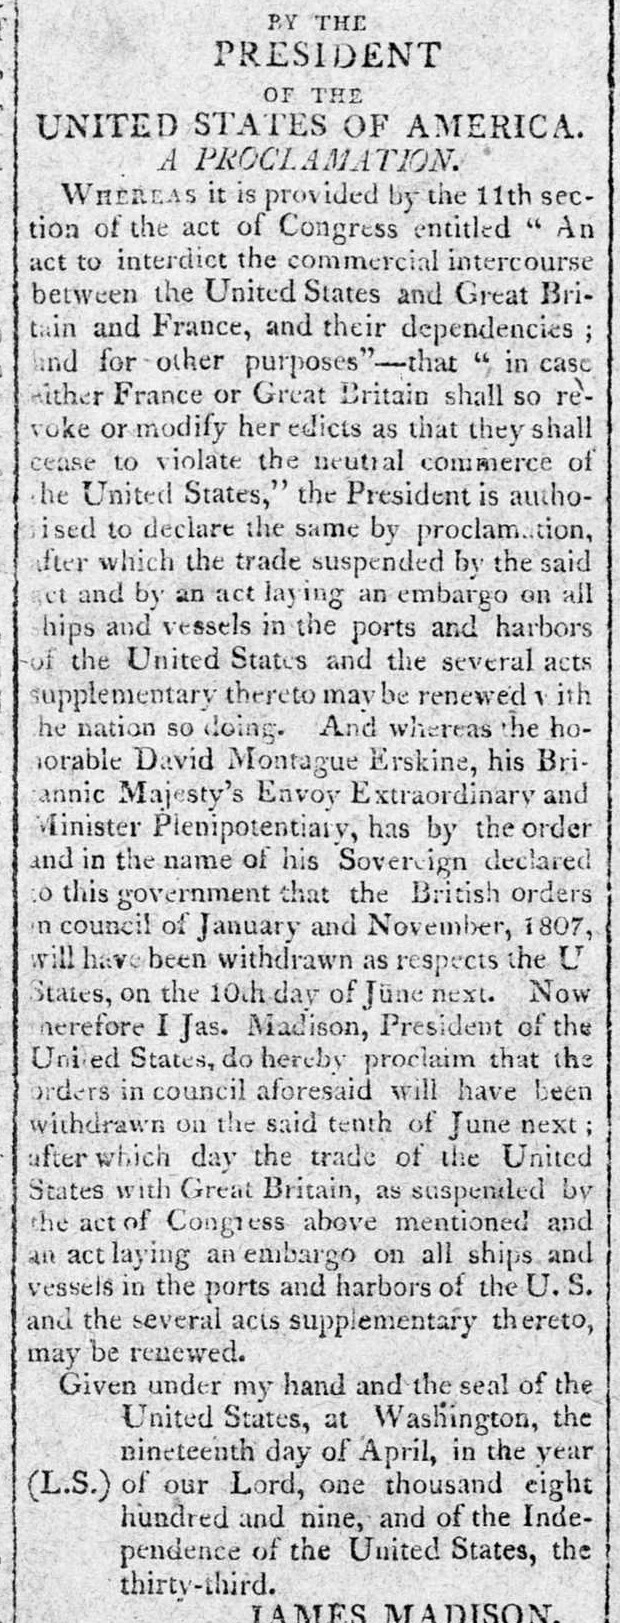 BY THE
PRESIDENT
OF THE
UNITED STATES OF AMERICA.
A PROCLAMATION.
WHEREAS it is provided by the 11th sec-
tion of the act of Congress entitled “ An
act to interdict the commercial intercourse
between the United States and Great Bri-
tain and France, and their dependencies ;
and for other purposes”—that “ in case
either France or Great Britain shall so re-
voke or modify her edicts as that they shall
cease to violate the neutral commerce of
the United States,” the President is autho-
rised to declare the same by proclamation,
after which the trade suspended by the said
act and by an act laying an embargo on all
ships and vessels in the ports and harbors
of the United States and the several acts
supplementary thereto may be renewed with
the nation so doing. And whereas the ho-
norable David Montague Erskine, his Bri-
tannic Majesty’s Envoy Extraordinary and
Minister Plenipotentiary, has by the order
and in the name of his Sovereign declared
to this government that the British orders
in council of January and November, 1807,
will have been withdrawn as respects the U
States, on the 10th day of June next. Now
therefore I Jas. Madison, President of the
United States, do hereby proclaim that the
orders in council aforesaid will have been
withdrawn on the said tenth of June next ;
after which day the trade of the United
States with Great Britain, as suspended by
the act of Congress above mentioned and
an act laying an embargo on all ships and
vessels in the ports and harbors of the U. S.
and the several acts supplementary thereto,
may be renewed.
Given under my hand and the seal of the
United States, at Washington, the
nineteenth day of April, in the year
(L.S.) of our Lord, one thousand eight
hundred and nine, and of the Inde-
pendence of the United States, the
thirty-third.
JAMES MADISON.